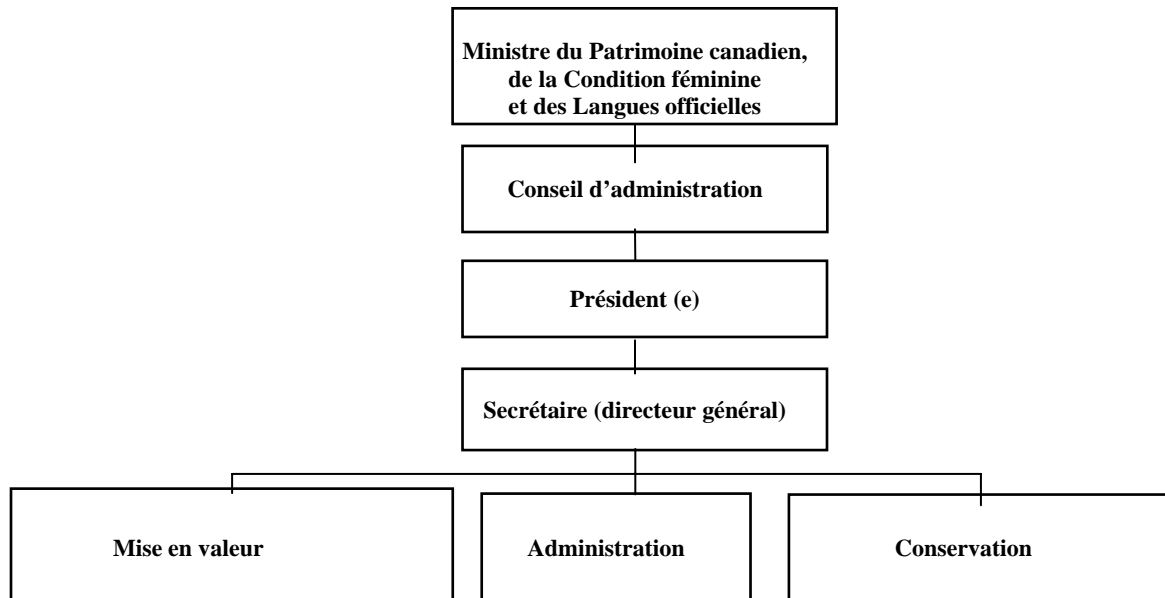 Ministre du Patrimoine canadien,
de la Condition féminine
et des Langues officielles
Conseil d’administration
Président (e)
Secrétaire (directeur général)
Mise en valeur
Administration
Conservation